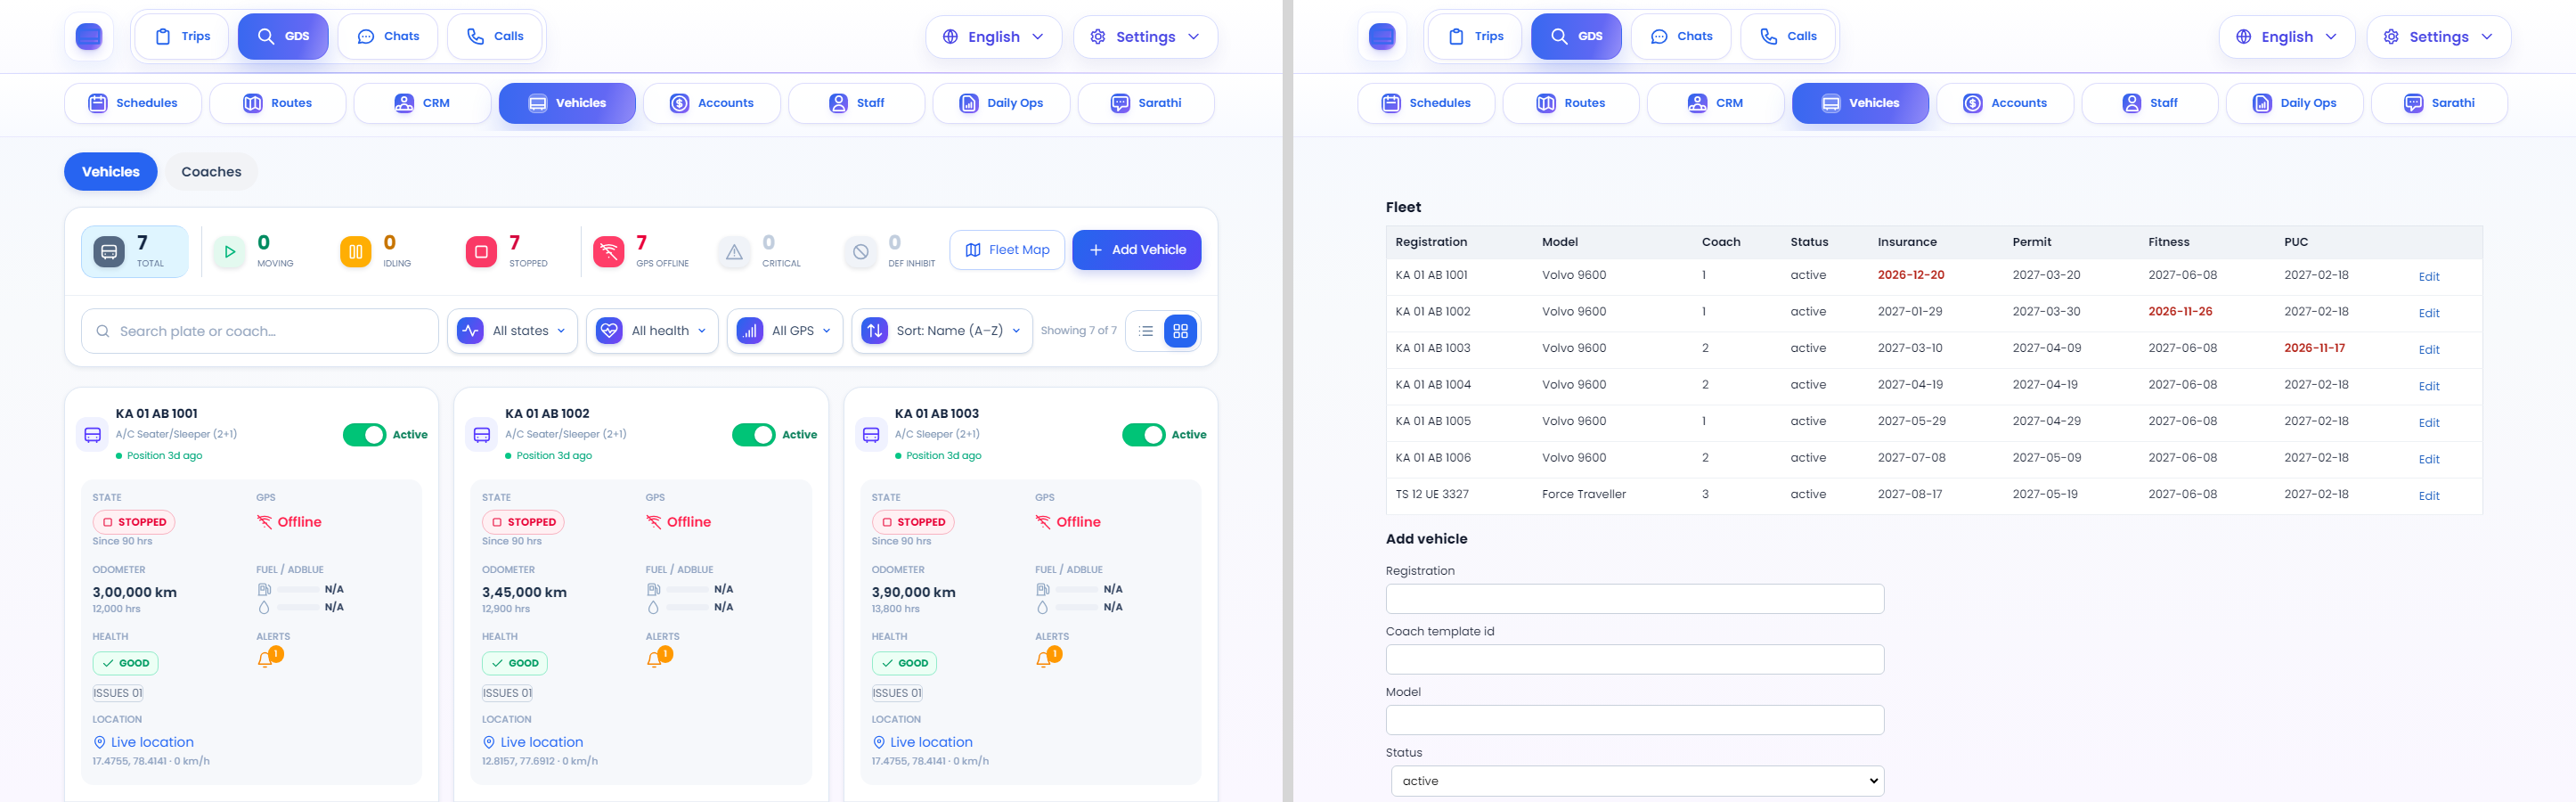 Trips GDS Chats Calls English Settings
Schedules Routes CRM Vehicles Accounts Staff Daily Ops Sarathi
Vehicles Coaches
7 TOTAL
0 MOVING
0 IDLING
7 STOPPED
7 GPS OFFLINE
0 CRITICAL
0 DEF INHIBIT
Fleet Map
+ Add Vehicle
Search plate or coach...
All states
All health
All GPS
Sort: Name (A–Z)
Showing 7 of 7
KA 01 AB 1001
A/C Seater/Sleeper (2+1)
Position 3d ago
Active
STATE GPS
STOPPED Offline
Since 90 hrs
ODOMETER FUEL / ADBLUE
3,00,000 km N/A
12,000 hrs N/A
HEALTH ALERTS
GOOD 1
ISSUES 01
LOCATION
Live location
17.4755, 78.4141 · 0 km/h
KA 01 AB 1002
A/C Seater/Sleeper (2+1)
Position 3d ago
Active
STATE GPS
STOPPED Offline
Since 90 hrs
ODOMETER FUEL / ADBLUE
3,45,000 km N/A
12,900 hrs N/A
HEALTH ALERTS
GOOD 1
ISSUES 01
LOCATION
Live location
12.8157, 77.6912 · 0 km/h
KA 01 AB 1003
A/C Sleeper (2+1)
Position 3d ago
Active
STATE GPS
STOPPED Offline
Since 90 hrs
ODOMETER FUEL / ADBLUE
3,90,000 km N/A
13,800 hrs N/A
HEALTH ALERTS
GOOD 1
ISSUES 01
LOCATION
Live location
17.4755, 78.4141 · 0 km/h
Trips GDS Chats Calls English Settings
Schedules Routes CRM Vehicles Accounts Staff Daily Ops Sarathi
Fleet
Registration Model Coach Status Insurance Permit Fitness PUC
KA 01 AB 1001 Volvo 9600 1 active 2026-12-20 2027-03-20 2027-06-08 2027-02-18 Edit
KA 01 AB 1002 Volvo 9600 1 active 2027-01-29 2027-03-30 2026-11-26 2027-02-18 Edit
KA 01 AB 1003 Volvo 9600 2 active 2027-03-10 2027-04-09 2027-06-08 2026-11-17 Edit
KA 01 AB 1004 Volvo 9600 2 active 2027-04-19 2027-04-19 2027-06-08 2027-02-18 Edit
KA 01 AB 1005 Volvo 9600 1 active 2027-05-29 2027-04-29 2027-06-08 2027-02-18 Edit
KA 01 AB 1006 Volvo 9600 2 active 2027-07-08 2027-05-09 2027-06-08 2027-02-18 Edit
TS 12 UE 3327 Force Traveller 3 active 2027-08-17 2027-05-19 2027-06-08 2027-02-18 Edit
Add vehicle
Registration
Coach template id
Model
Status
active